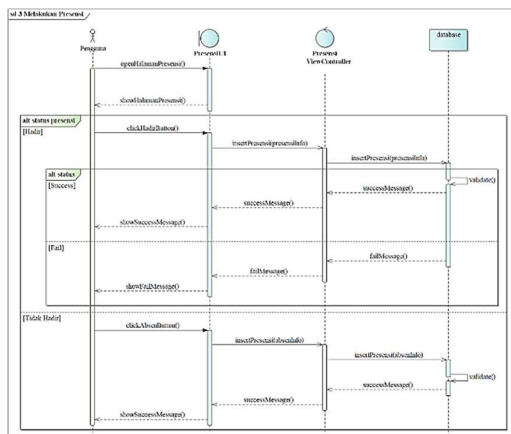 sd 3 Melakukan Presensi
Pengguna
PresensiUI
Presensi
ViewController
database
openHalamanPresensi()
showHalamanPresensi()
alt status presensi
[Hadir]
clickHadirButton()
insertPresensi(presensiInfo)
insertPresensi(presensiInfo)
alt status
[Success]
validate()
successMessage()
successMessage()
showSuccessMessage()
[Fail]
failMessage()
failMessage()
showFailMessage()
[Tidak Hadir]
clickAbsenButton()
insertPresensi(absenInfo)
insertPresensi(absenInfo)
validate()
successMessage()
successMessage()
showSuccessMessage()